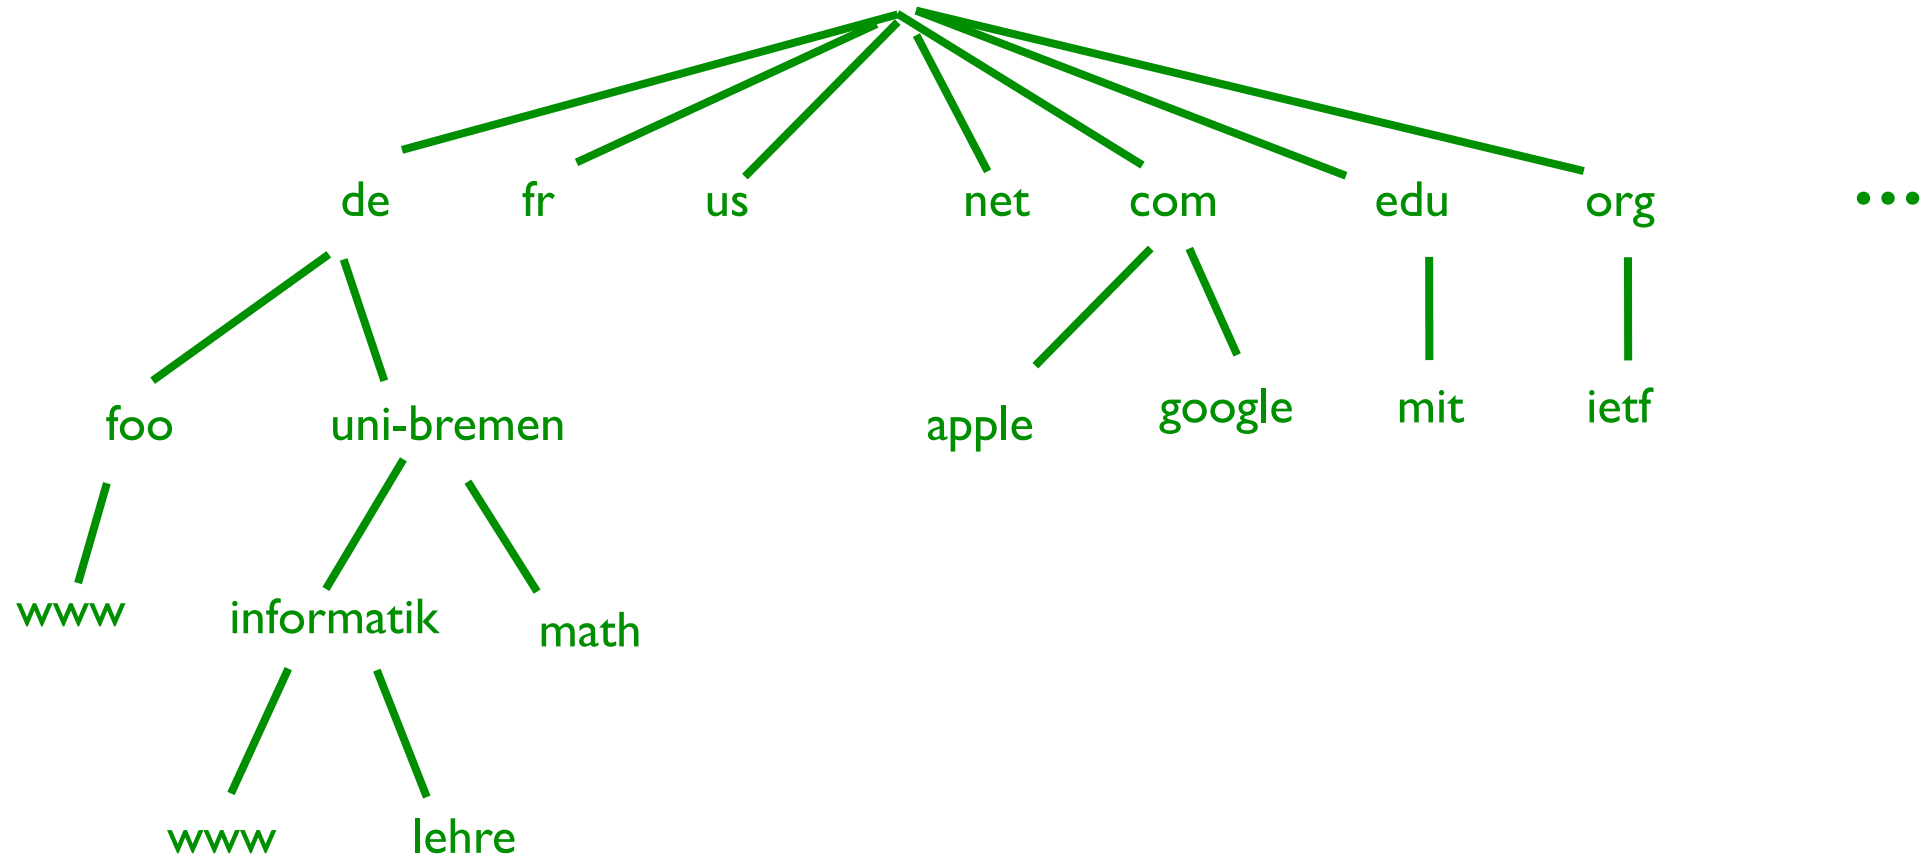 de fr us net com edu org ...
foo uni-bremen apple google mit ietf
www informatik math
www lehre